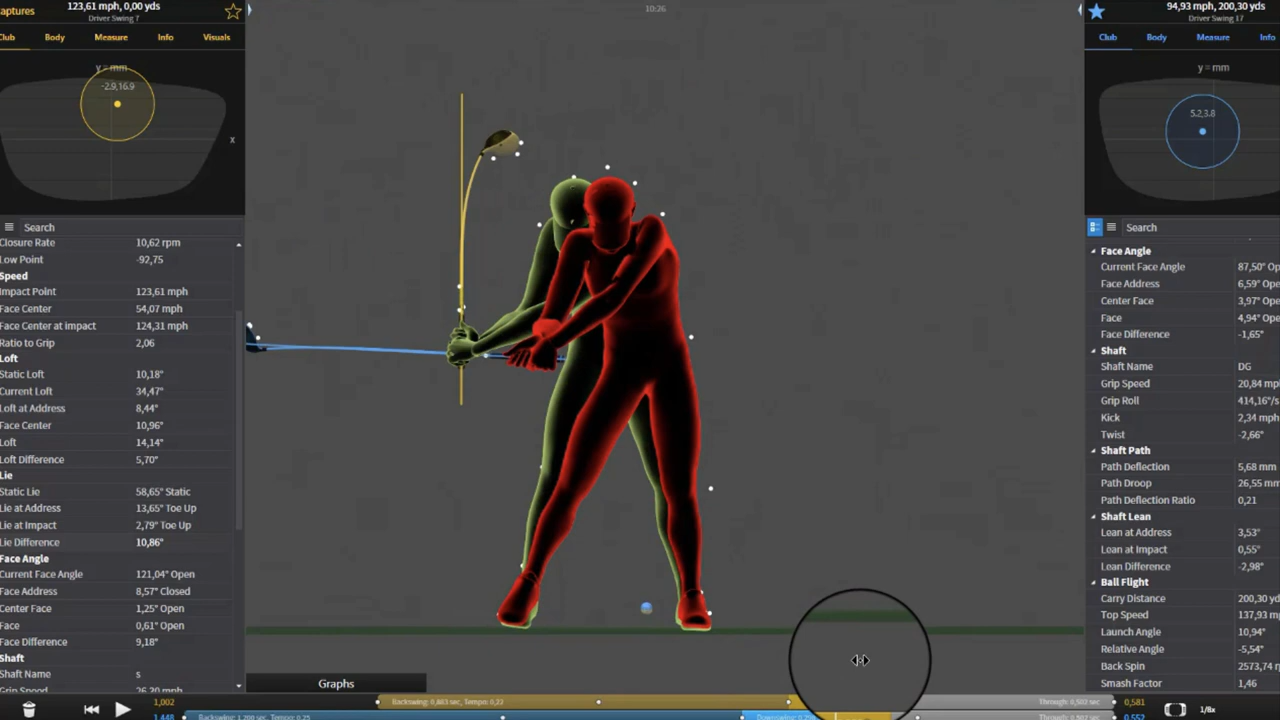 aptures
123,61 mph, 0,00 yds
Driver Swing 7
Club Body Measure Info Visuals
y = mm
-2.9,16.9
x
Search
Closure Rate 10,62 rpm
Low Point -92,75
Speed
Impact Point 123,61 mph
Face Center 54,07 mph
Face Center at impact 124,31 mph
Ratio to Grip 2,06
Loft
Static Loft 10,18°
Current Loft 34,47°
Loft at Address 8,44°
Face Center 10,96°
Loft 14,14°
Loft Difference 5,70°
Lie
Static Lie 58,65° Static
Lie at Address 13,65° Toe Up
Lie at Impact 2,79° Toe Up
Lie Difference 10,86°
Face Angle
Current Face Angle 121,04° Open
Face Address 8,57° Closed
Center Face 1,25° Open
Face 0,61° Open
Face Difference 9,18°
Shaft
Shaft Name s
Grip Speed 26,30 mph
10:26
Graphs
94,93 mph, 200,30 yds
Driver Swing 17
Club Body Measure Info
y = mm
5.2,3.8
Search
Face Angle
Current Face Angle 87,50° Op
Face Address 6,59° Ope
Center Face 3,97° Ope
Face 4,94° Ope
Face Difference -1,65°
Shaft
Shaft Name DG
Grip Speed 20,84 mp
Grip Roll 414,16°/s
Kick 2,34 mph
Twist -2,66°
Shaft Path
Path Deflection 5,68 mm
Path Droop 26,55 mm
Path Deflection Ratio 0,21
Shaft Lean
Lean at Address 3,53°
Lean at Impact 0,55°
Lean Difference -2,98°
Ball Flight
Carry Distance 200,30 yd
Top Speed 137,93 m
Launch Angle 10,94°
Relative Angle -5,54°
Back Spin 2573,74 r
Smash Factor 1,46
1,002 Backswing: 0,883 sec, Tempo: 0,22 Through: 0,502 sec 0,581
1/8x
1,448 Backswing: 1,200 sec, Tempo: 0,25 Downswing: 0,2 Through: 0,502 sec 0,552